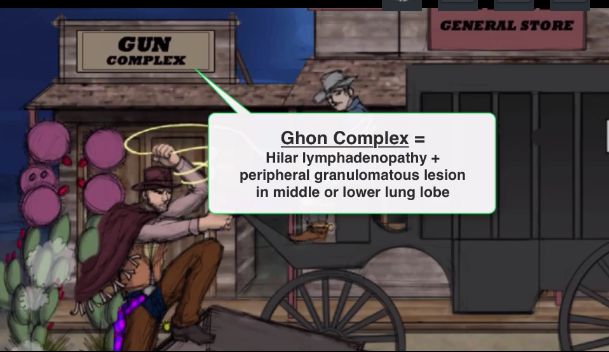 GUN
COMPLEX
GENERAL STORE
Ghon Complex =
Hilar lymphadenopathy +
peripheral granulomatous lesion
in middle or lower lung lobe